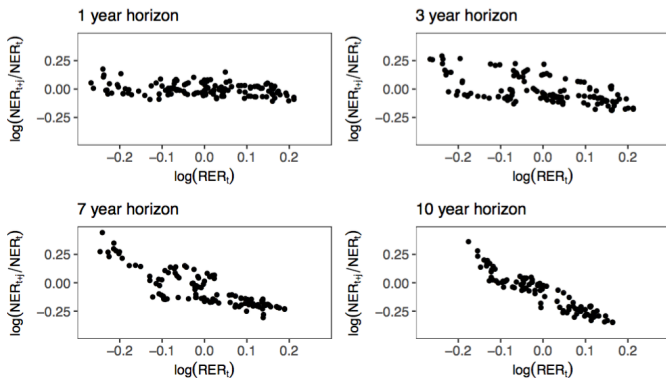 1 year horizon
log(NERt+j/NERt)
0.25
0.00
−0.25
−0.2 −0.1 0.0 0.1 0.2
log(RERt)
3 year horizon
log(NERt+j/NERt)
0.25
0.00
−0.25
−0.2 −0.1 0.0 0.1 0.2
log(RERt)
7 year horizon
log(NERt+j/NERt)
0.25
0.00
−0.25
−0.2 −0.1 0.0 0.1 0.2
log(RERt)
10 year horizon
log(NERt+j/NERt)
0.25
0.00
−0.25
−0.2 −0.1 0.0 0.1 0.2
log(RERt)